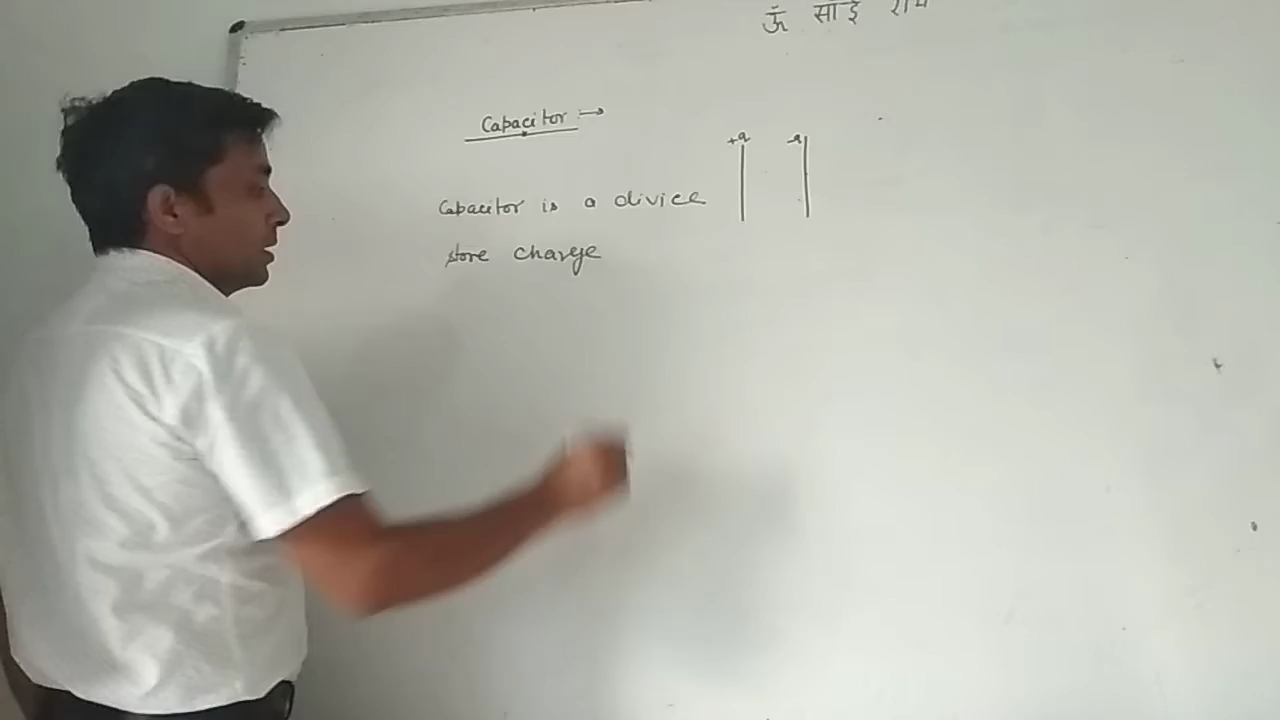 ॐ साँई राम
Capacitor :→
+q -q
Capacitor is a divice
store charge